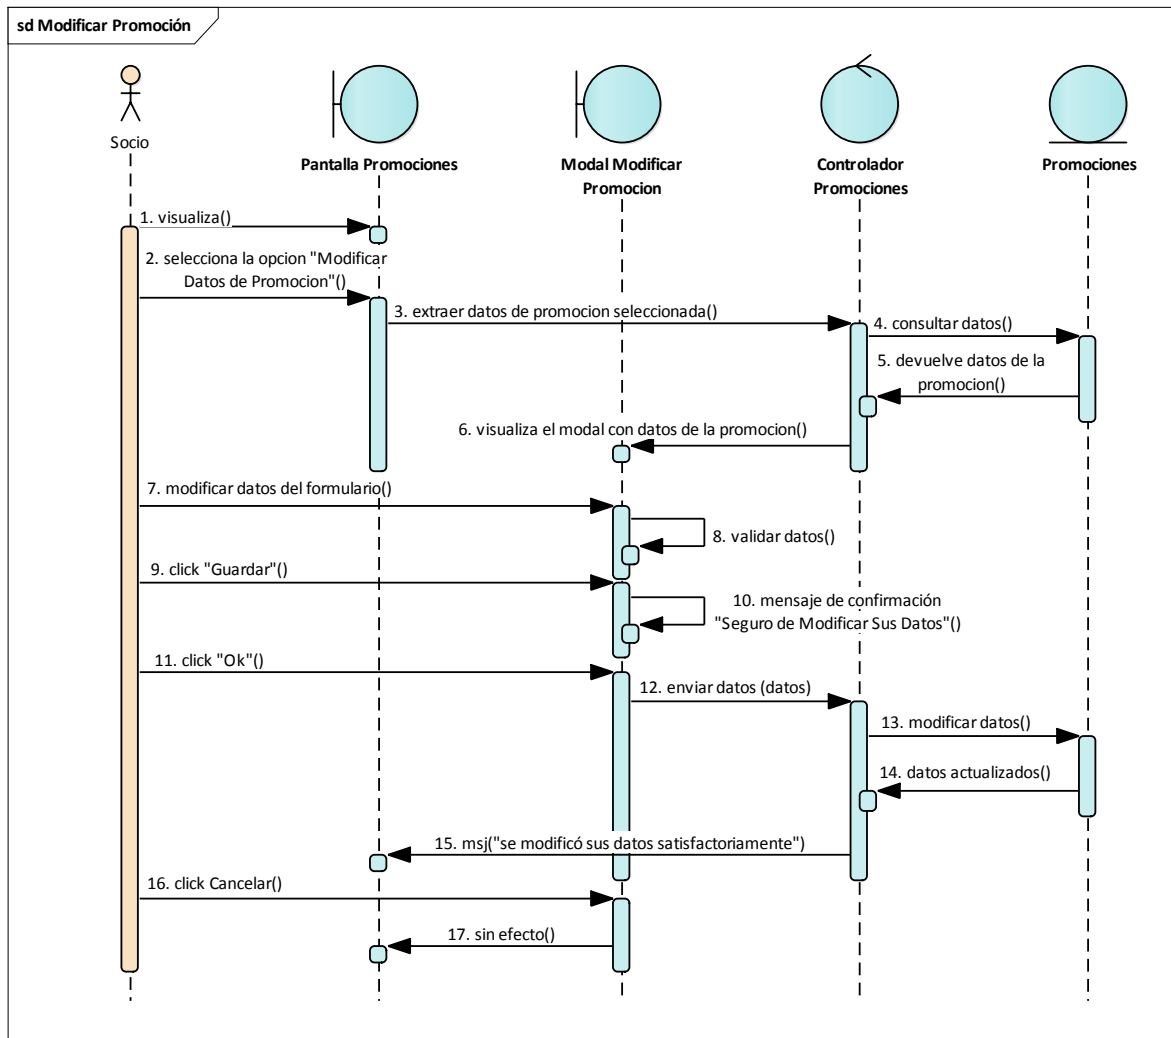 sd Modificar Promoción
Socio
Pantalla Promociones
Modal Modificar
Promocion
Controlador
Promociones
Promociones
1. visualiza()
2. selecciona la opcion "Modificar
Datos de Promocion"()
3. extraer datos de promocion seleccionada()
4. consultar datos()
5. devuelve datos de la
promocion()
6. visualiza el modal con datos de la promocion()
7. modificar datos del formulario()
8. validar datos()
9. click "Guardar"()
10. mensaje de confirmación
"Seguro de Modificar Sus Datos"()
11. click "Ok"()
12. enviar datos (datos)
13. modificar datos()
14. datos actualizados()
15. msj("se modificó sus datos satisfactoriamente")
16. click Cancelar()
17. sin efecto()